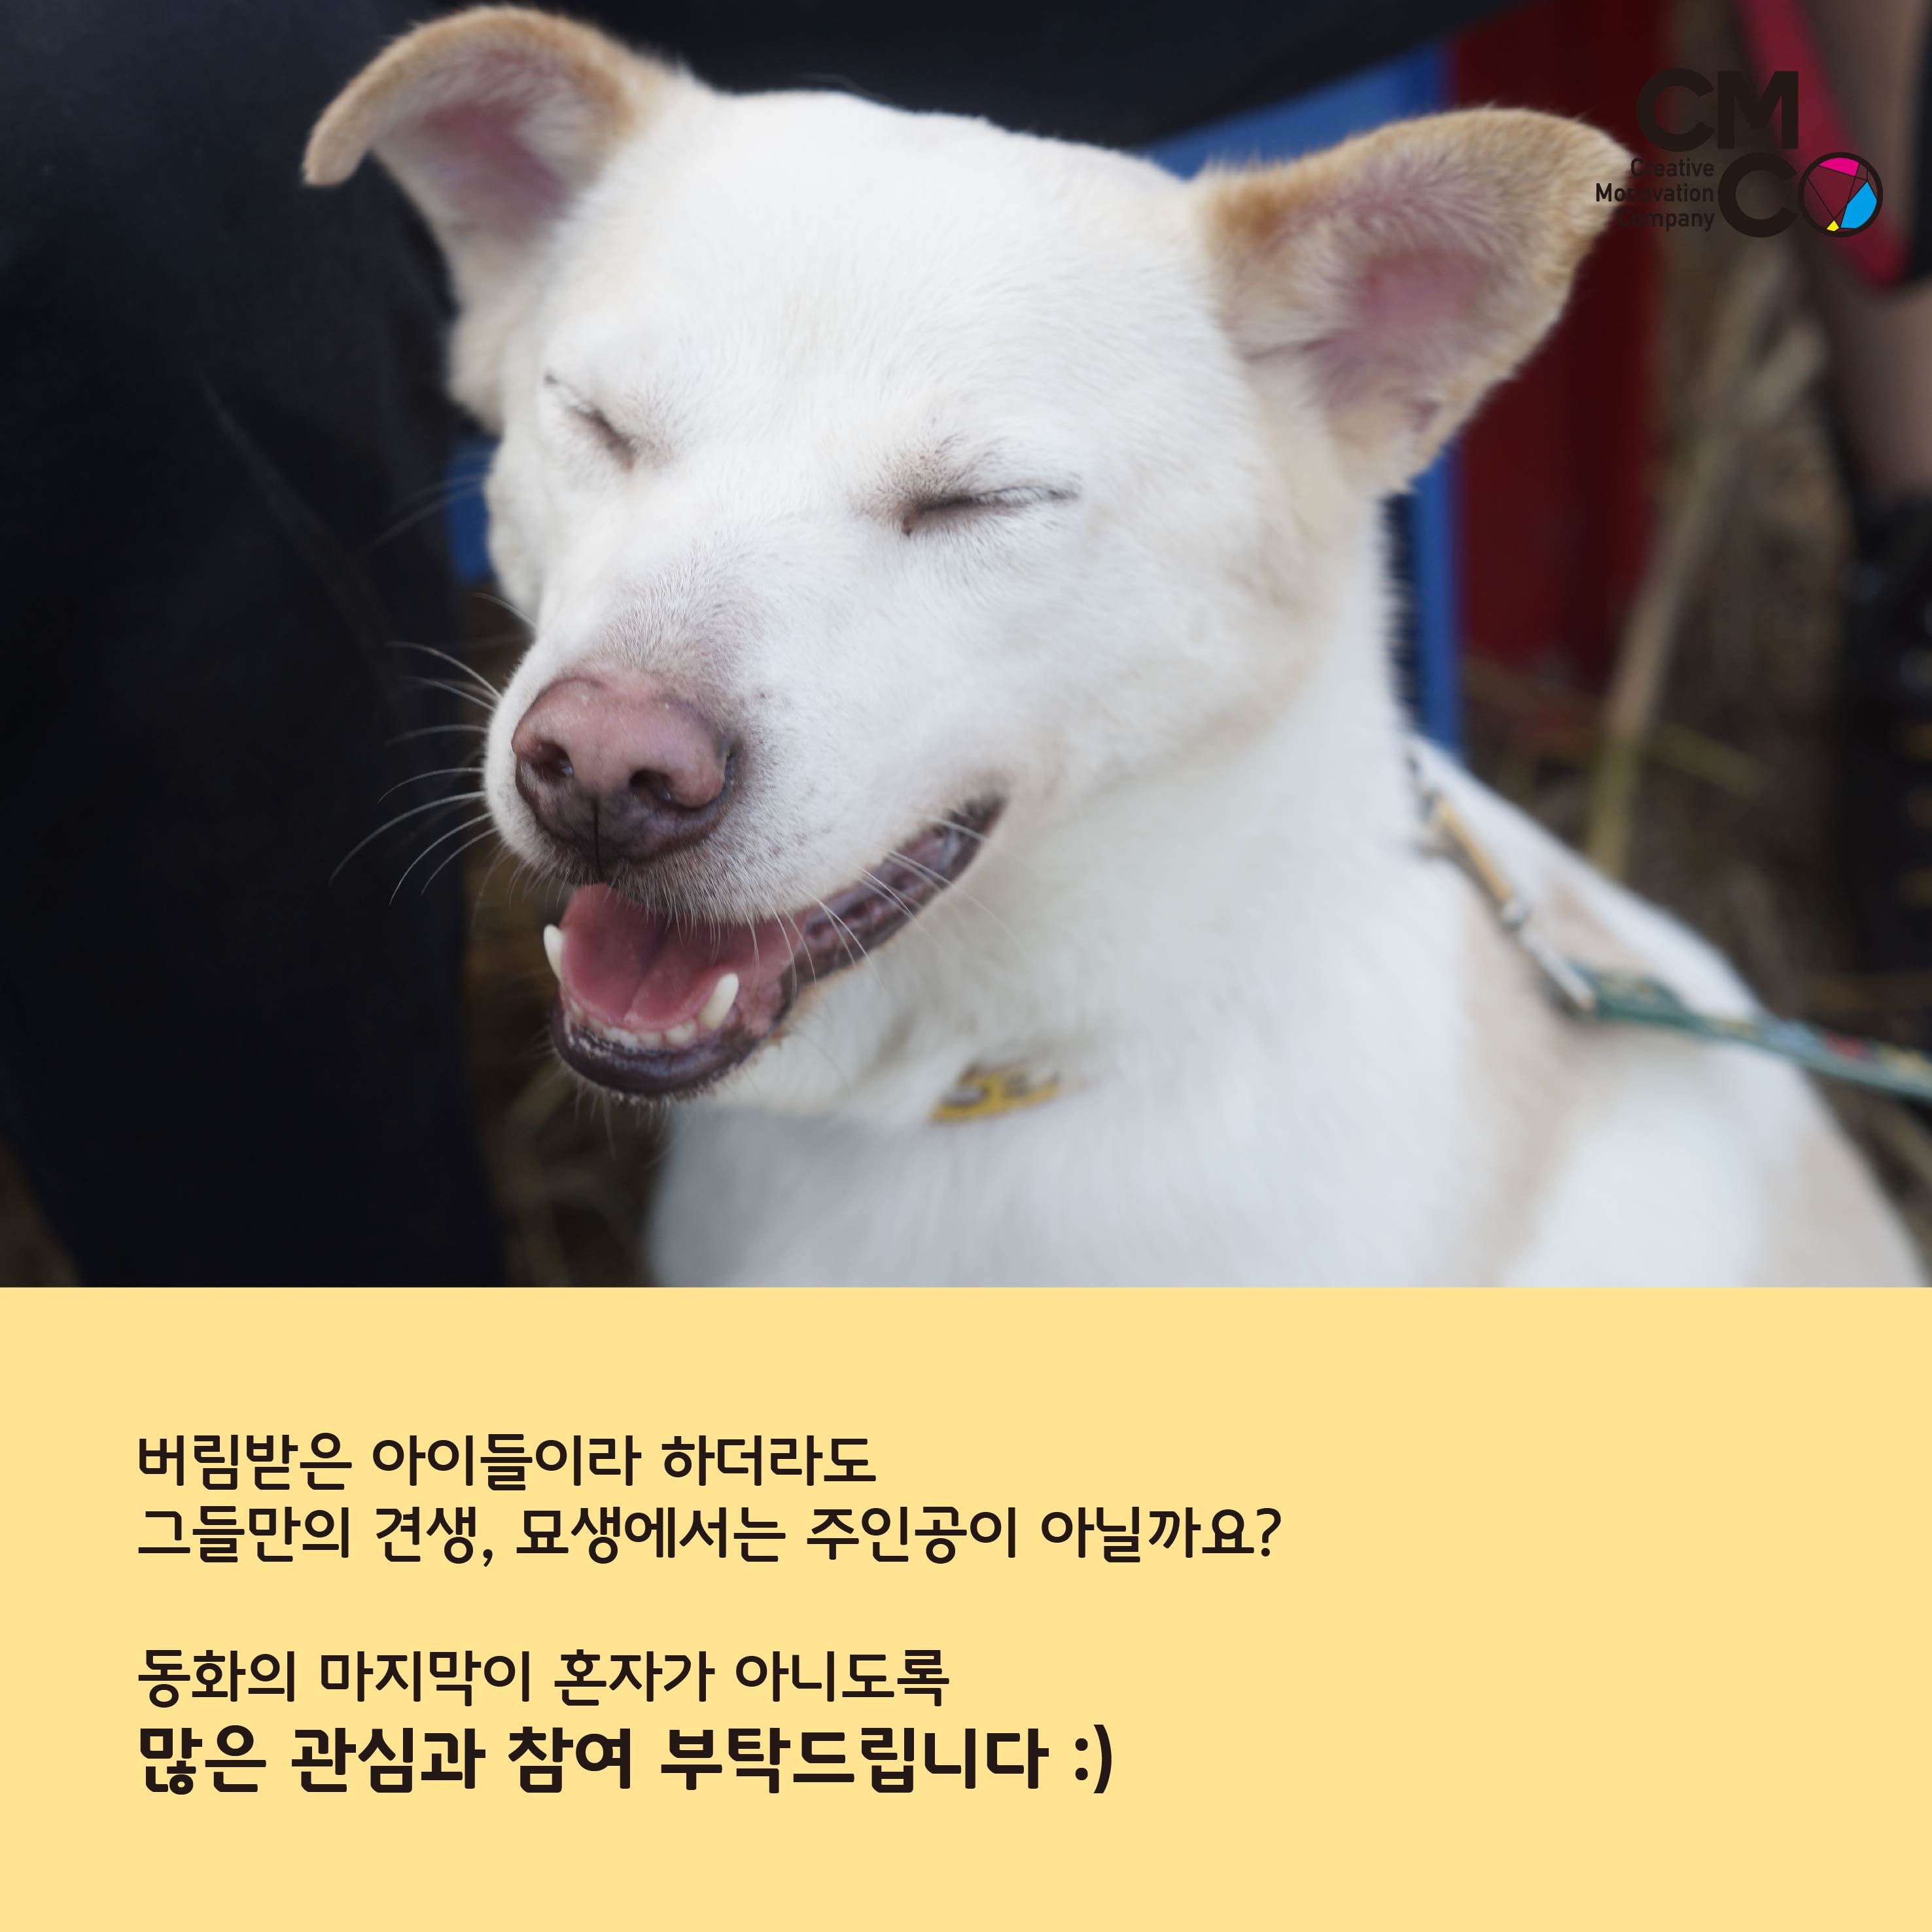 CM
Creative
Monovation
Company
CO
버림받은 아이들이라 하더라도
그들만의 견생, 묘생에서는 주인공이 아닐까요?
동화의 마지막이 혼자가 아니도록
많은 관심과 참여 부탁드립니다 :)